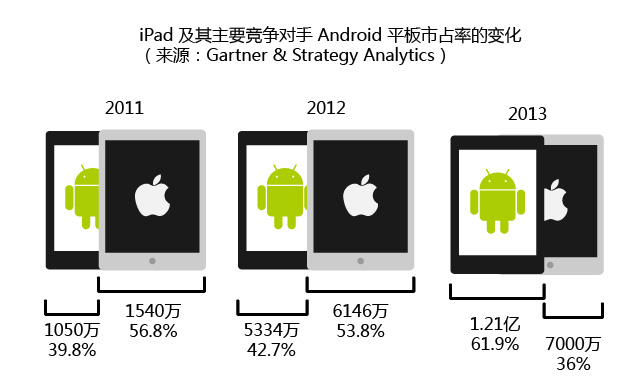 iPad 及其主要竞争对手 Android 平板市占率的变化
（来源：Gartner & Strategy Analytics）
2011
2012
2013
1050万
39.8%
1540万
56.8%
5334万
42.7%
6146万
53.8%
1.21亿
61.9%
7000万
36%